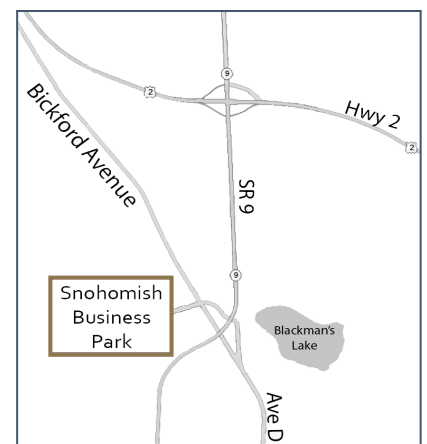 9
2
Hwy 2
2
Bickford Avenue
SR 9
9
Snohomish
Business
Park
Blackman's
Lake
Ave D